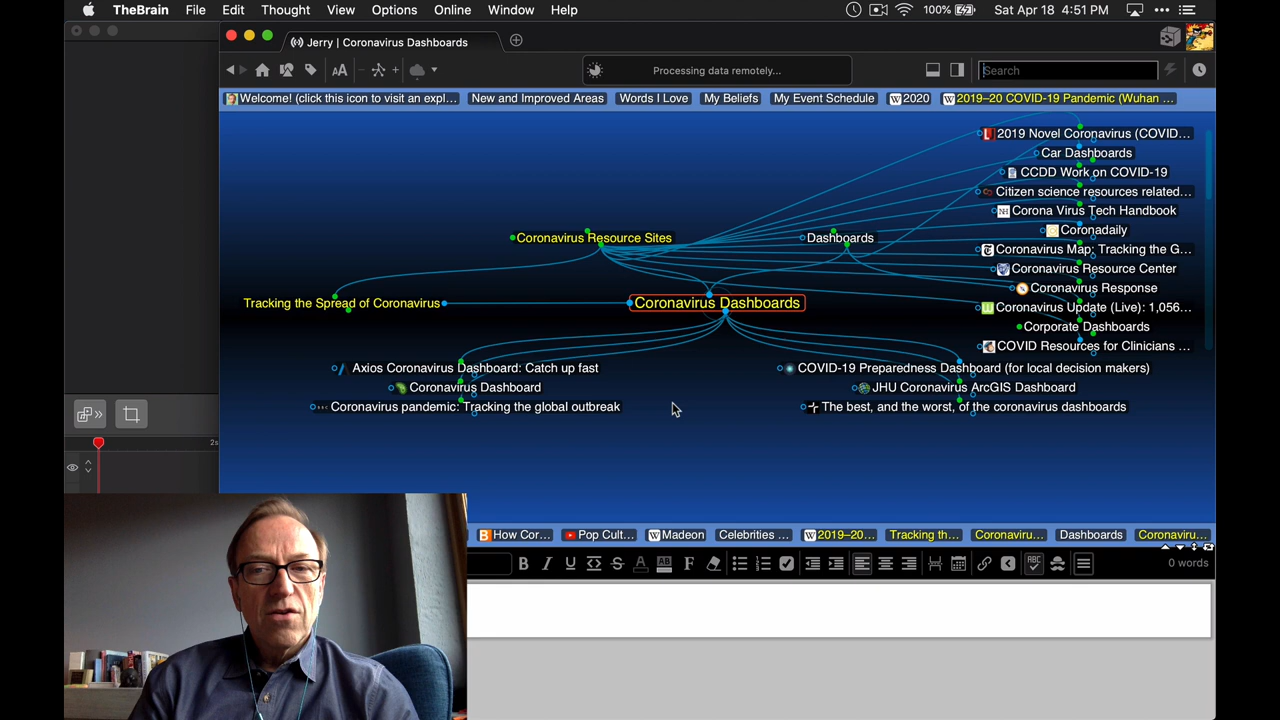 TheBrain File Edit Thought View Options Online Window Help 100% Sat Apr 18 4:51 PM
Jerry | Coronavirus Dashboards
AA Processing data remotely... Search
Welcome! (click this icon to visit an expl... New and Improved Areas Words I Love My Beliefs My Event Schedule 2020 2019–20 COVID-19 Pandemic (Wuhan ...
2019 Novel Coronavirus (COVID...
Car Dashboards
CCDD Work on COVID-19
Citizen science resources related...
Corona Virus Tech Handbook
Coronadaily
Coronavirus Map: Tracking the G...
Coronavirus Resource Center
Coronavirus Response
Coronavirus Update (Live): 1,056...
Corporate Dashboards
COVID Resources for Clinicians ...
Coronavirus Resource Sites
Dashboards
Tracking the Spread of Coronavirus
Coronavirus Dashboards
Axios Coronavirus Dashboard: Catch up fast
Coronavirus Dashboard
Coronavirus pandemic: Tracking the global outbreak
COVID-19 Preparedness Dashboard (for local decision makers)
JHU Coronavirus ArcGIS Dashboard
The best, and the worst, of the coronavirus dashboards
2s
How Cor... Pop Cult... Madeon Celebrities ... 2019–20... Tracking th... Coronaviru... Dashboards Coronaviru...
B I U S A AB F ABC 0 words